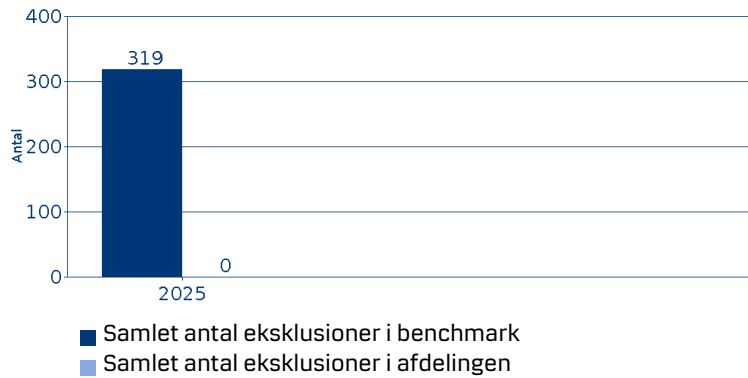 400
319
300
Antal
200
100
0
0
2025
Samlet antal eksklusioner i benchmark
Samlet antal eksklusioner i afdelingen